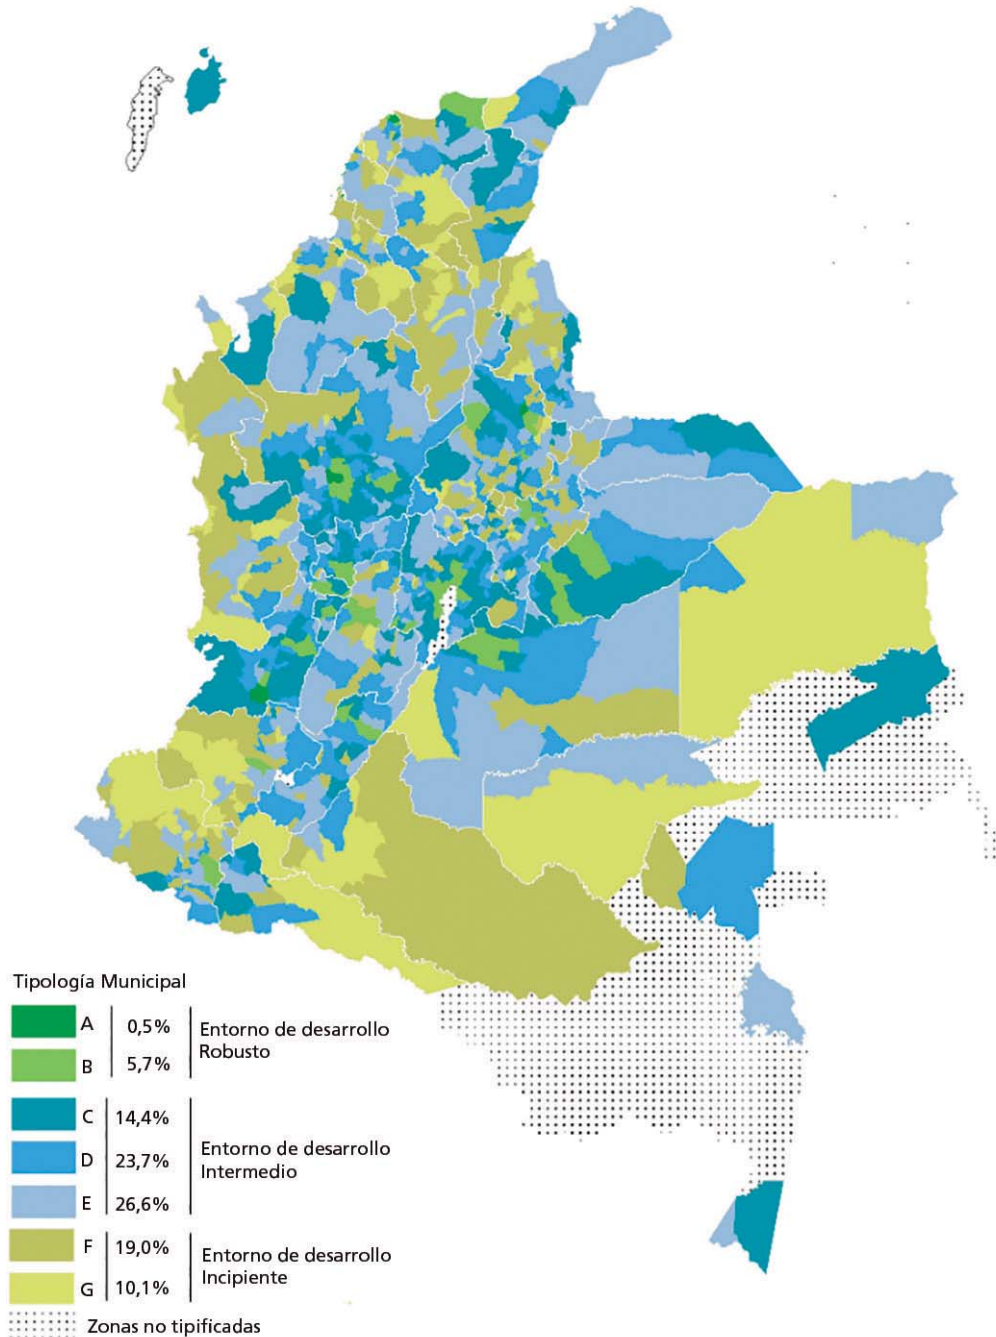 Tipología Municipal
A 0,5% Entorno de desarrollo
B 5,7% Robusto
C 14,4%
D 23,7% Entorno de desarrollo
Intermedio
E 26,6%
F 19,0% Entorno de desarrollo
G 10,1% Incipiente
Zonas no tipificadas